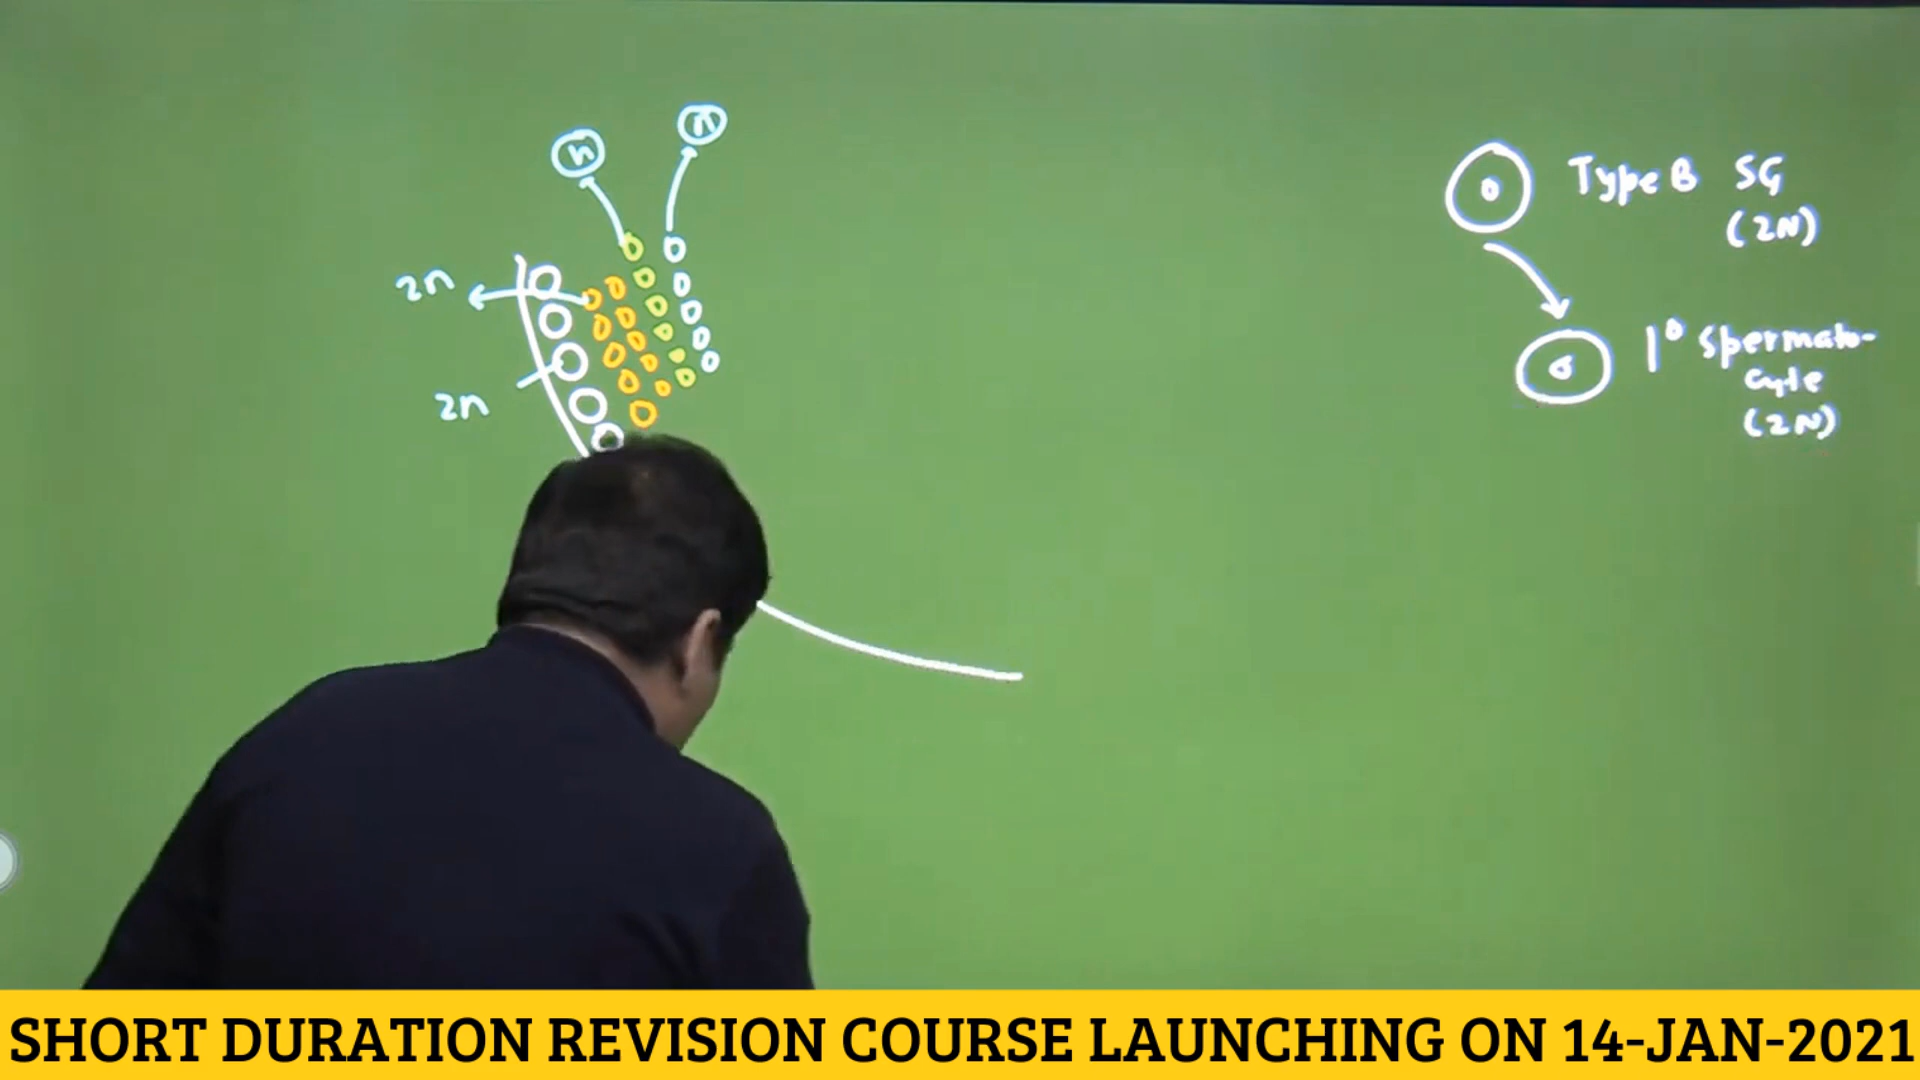 n
n
2n
2n
Type B SG
(2N)
1° Spermato-
cyte
(2N)
SHORT DURATION REVISION COURSE LAUNCHING ON 14-JAN-2021